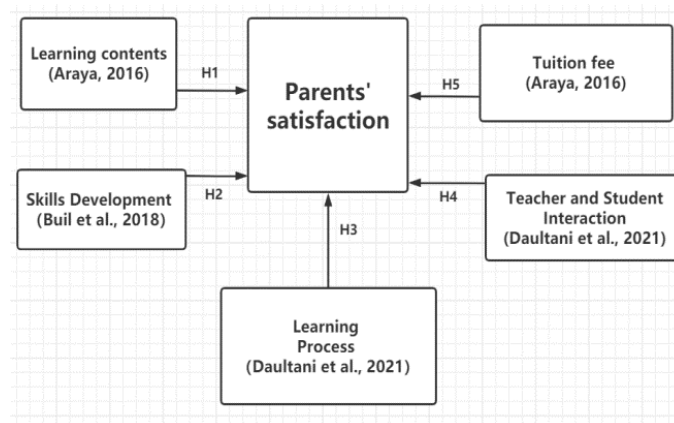 Learning contents
(Araya, 2016)
H1
Parents'
satisfaction
H5
Tuition fee
(Araya, 2016)
Skills Development
(Buil et al., 2018)
H2
H4
Teacher and Student
Interaction
(Daultani et al., 2021)
H3
Learning
Process
(Daultani et al., 2021)